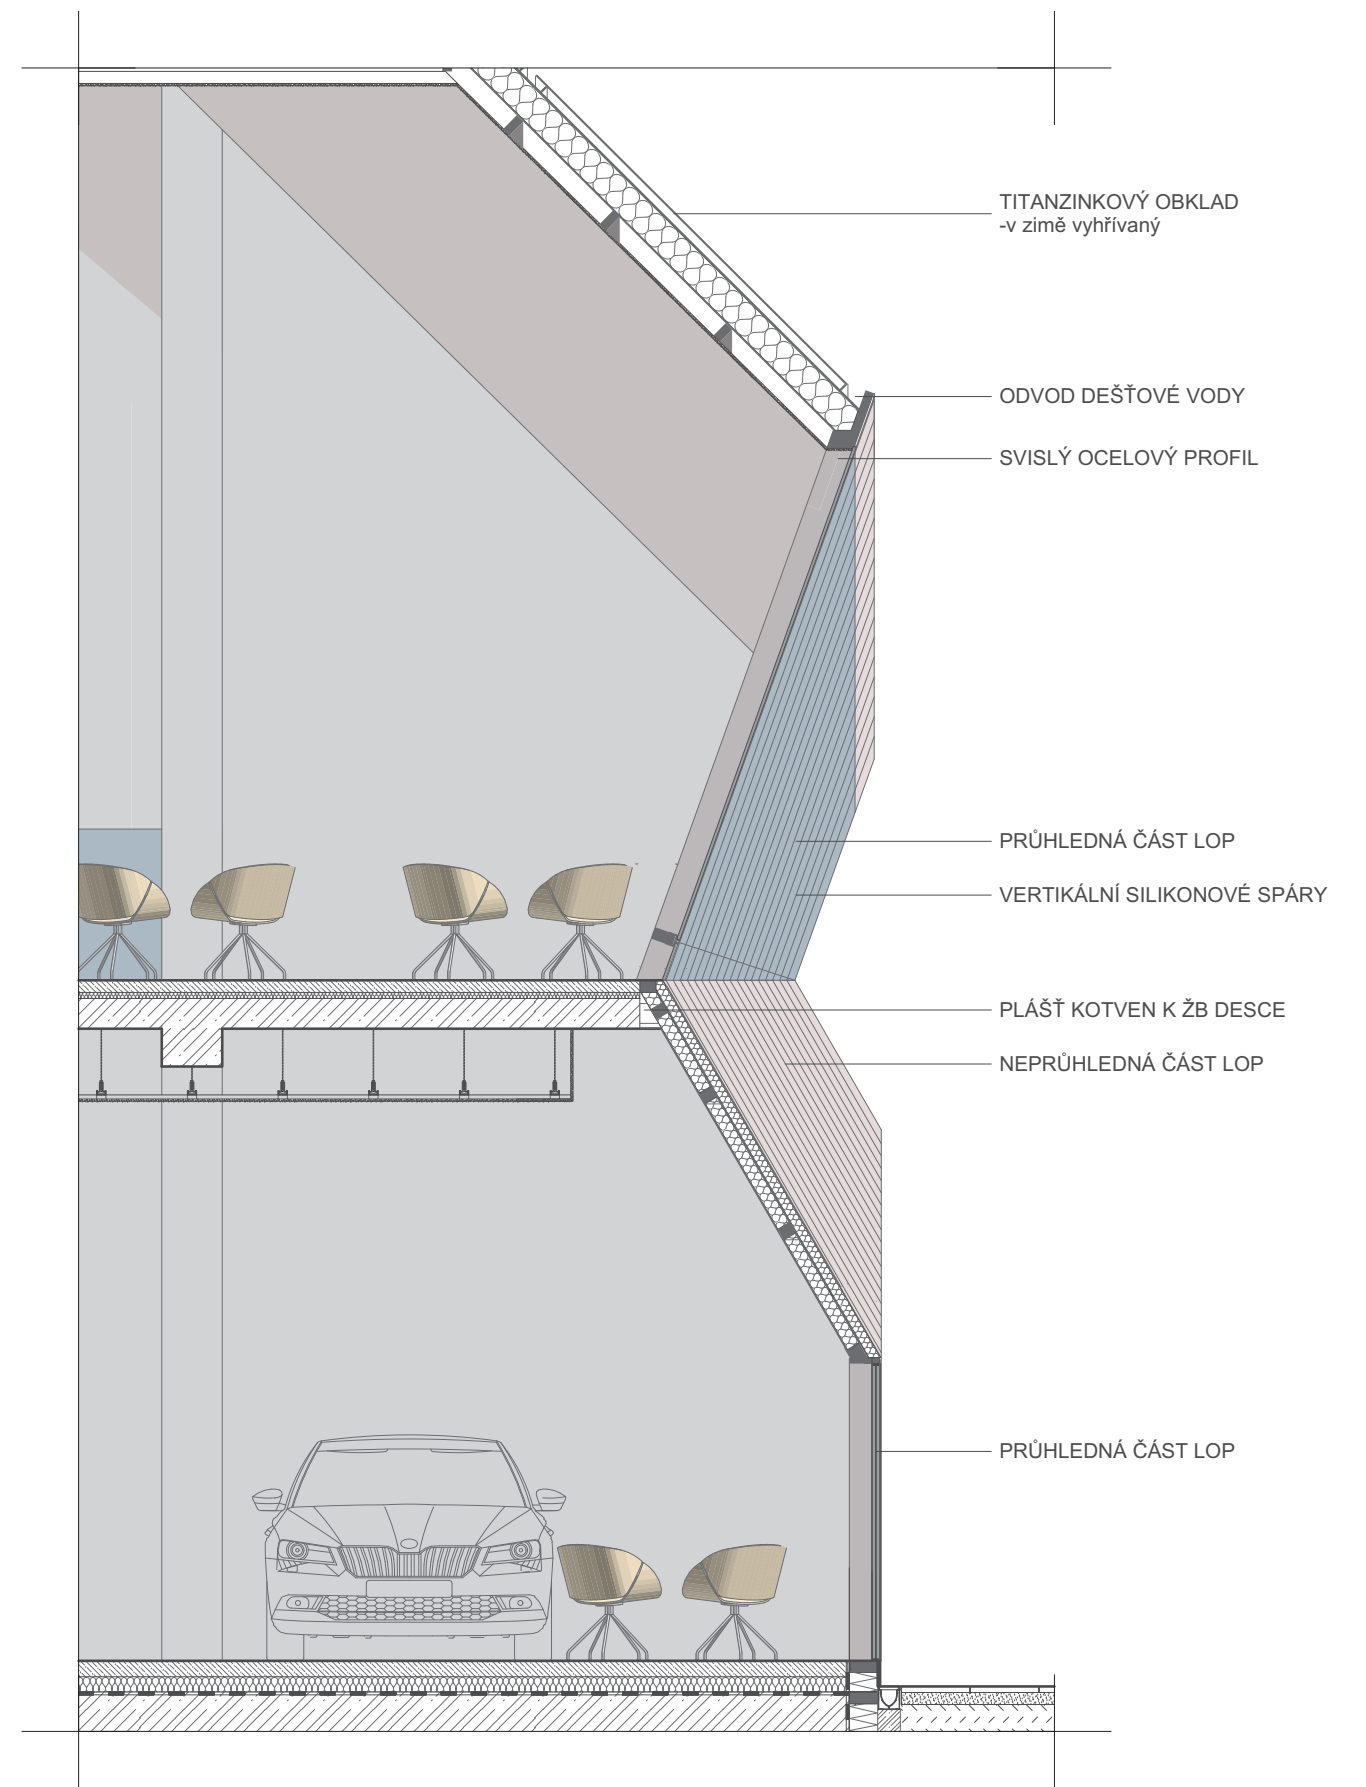 TITANZINKOVÝ OBKLAD
-v zimě vyhřívaný
ODVOD DEŠŤOVÉ VODY
SVISLÝ OCELOVÝ PROFIL
PRŮHLEDNÁ ČÁST LOP
VERTIKÁLNÍ SILIKONOVÉ SPÁRY
PLÁŠŤ KOTVEN K ŽB DESCE
NEPRŮHLEDNÁ ČÁST LOP
PRŮHLEDNÁ ČÁST LOP